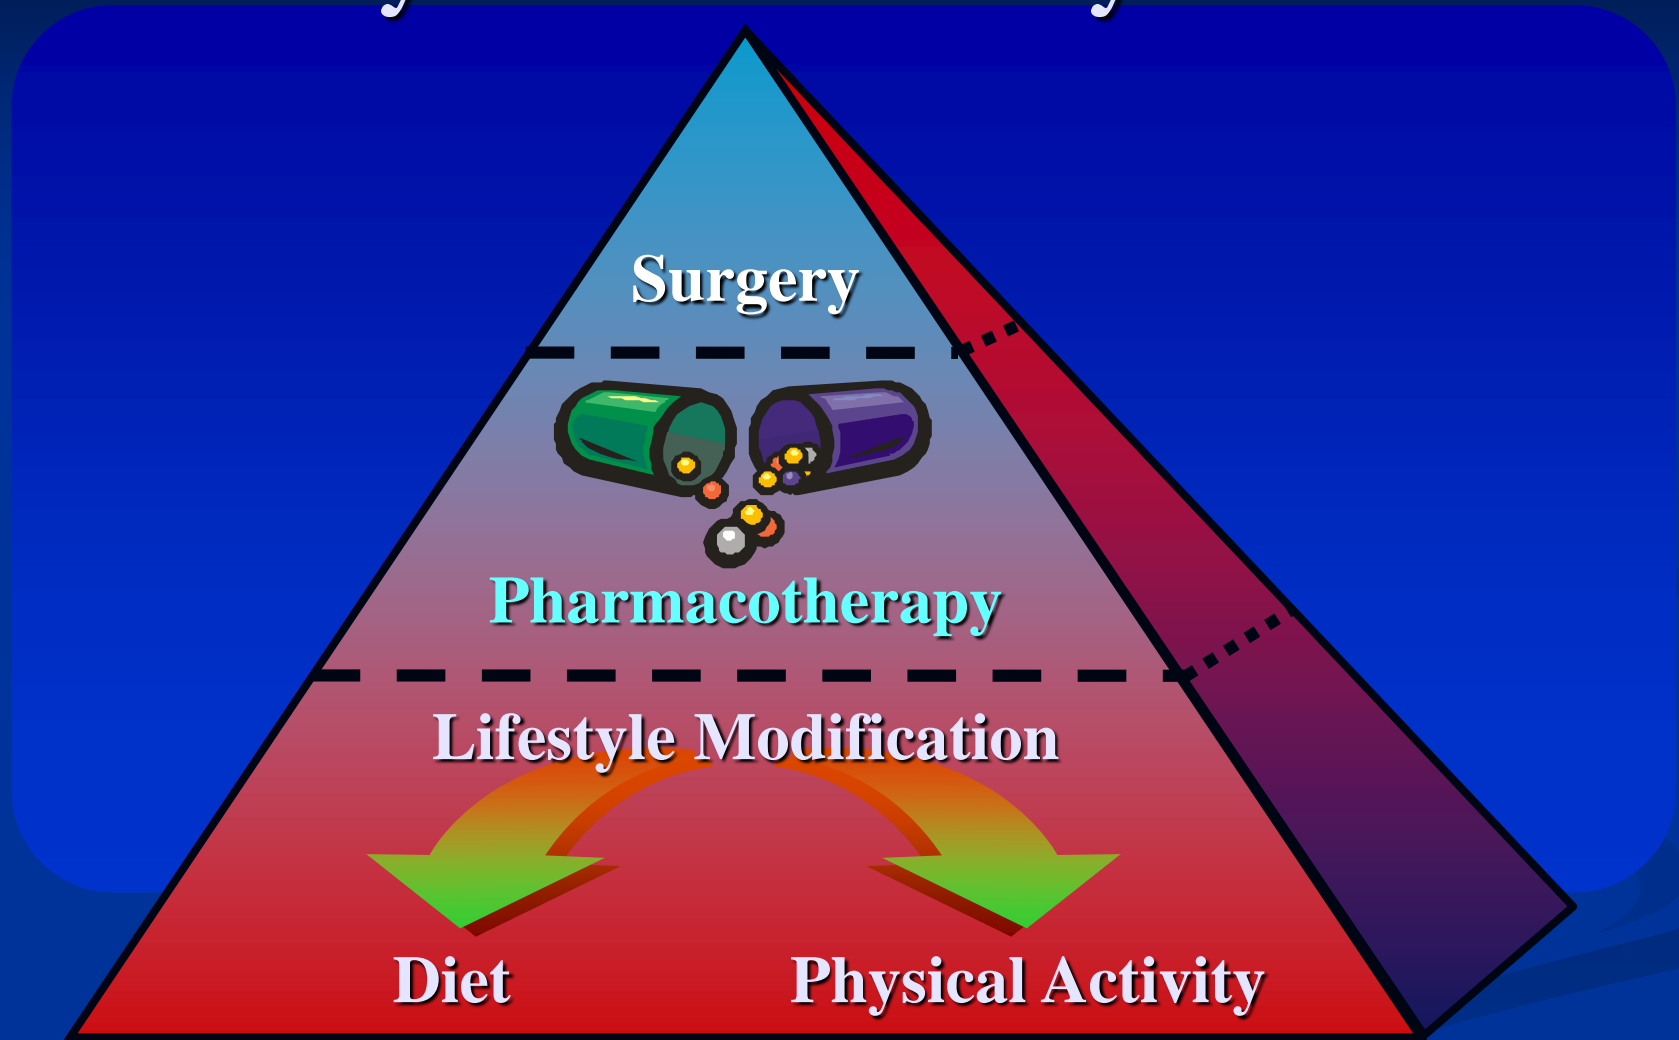 Surgery
Pharmacotherapy
Lifestyle Modification
Diet
Physical Activity